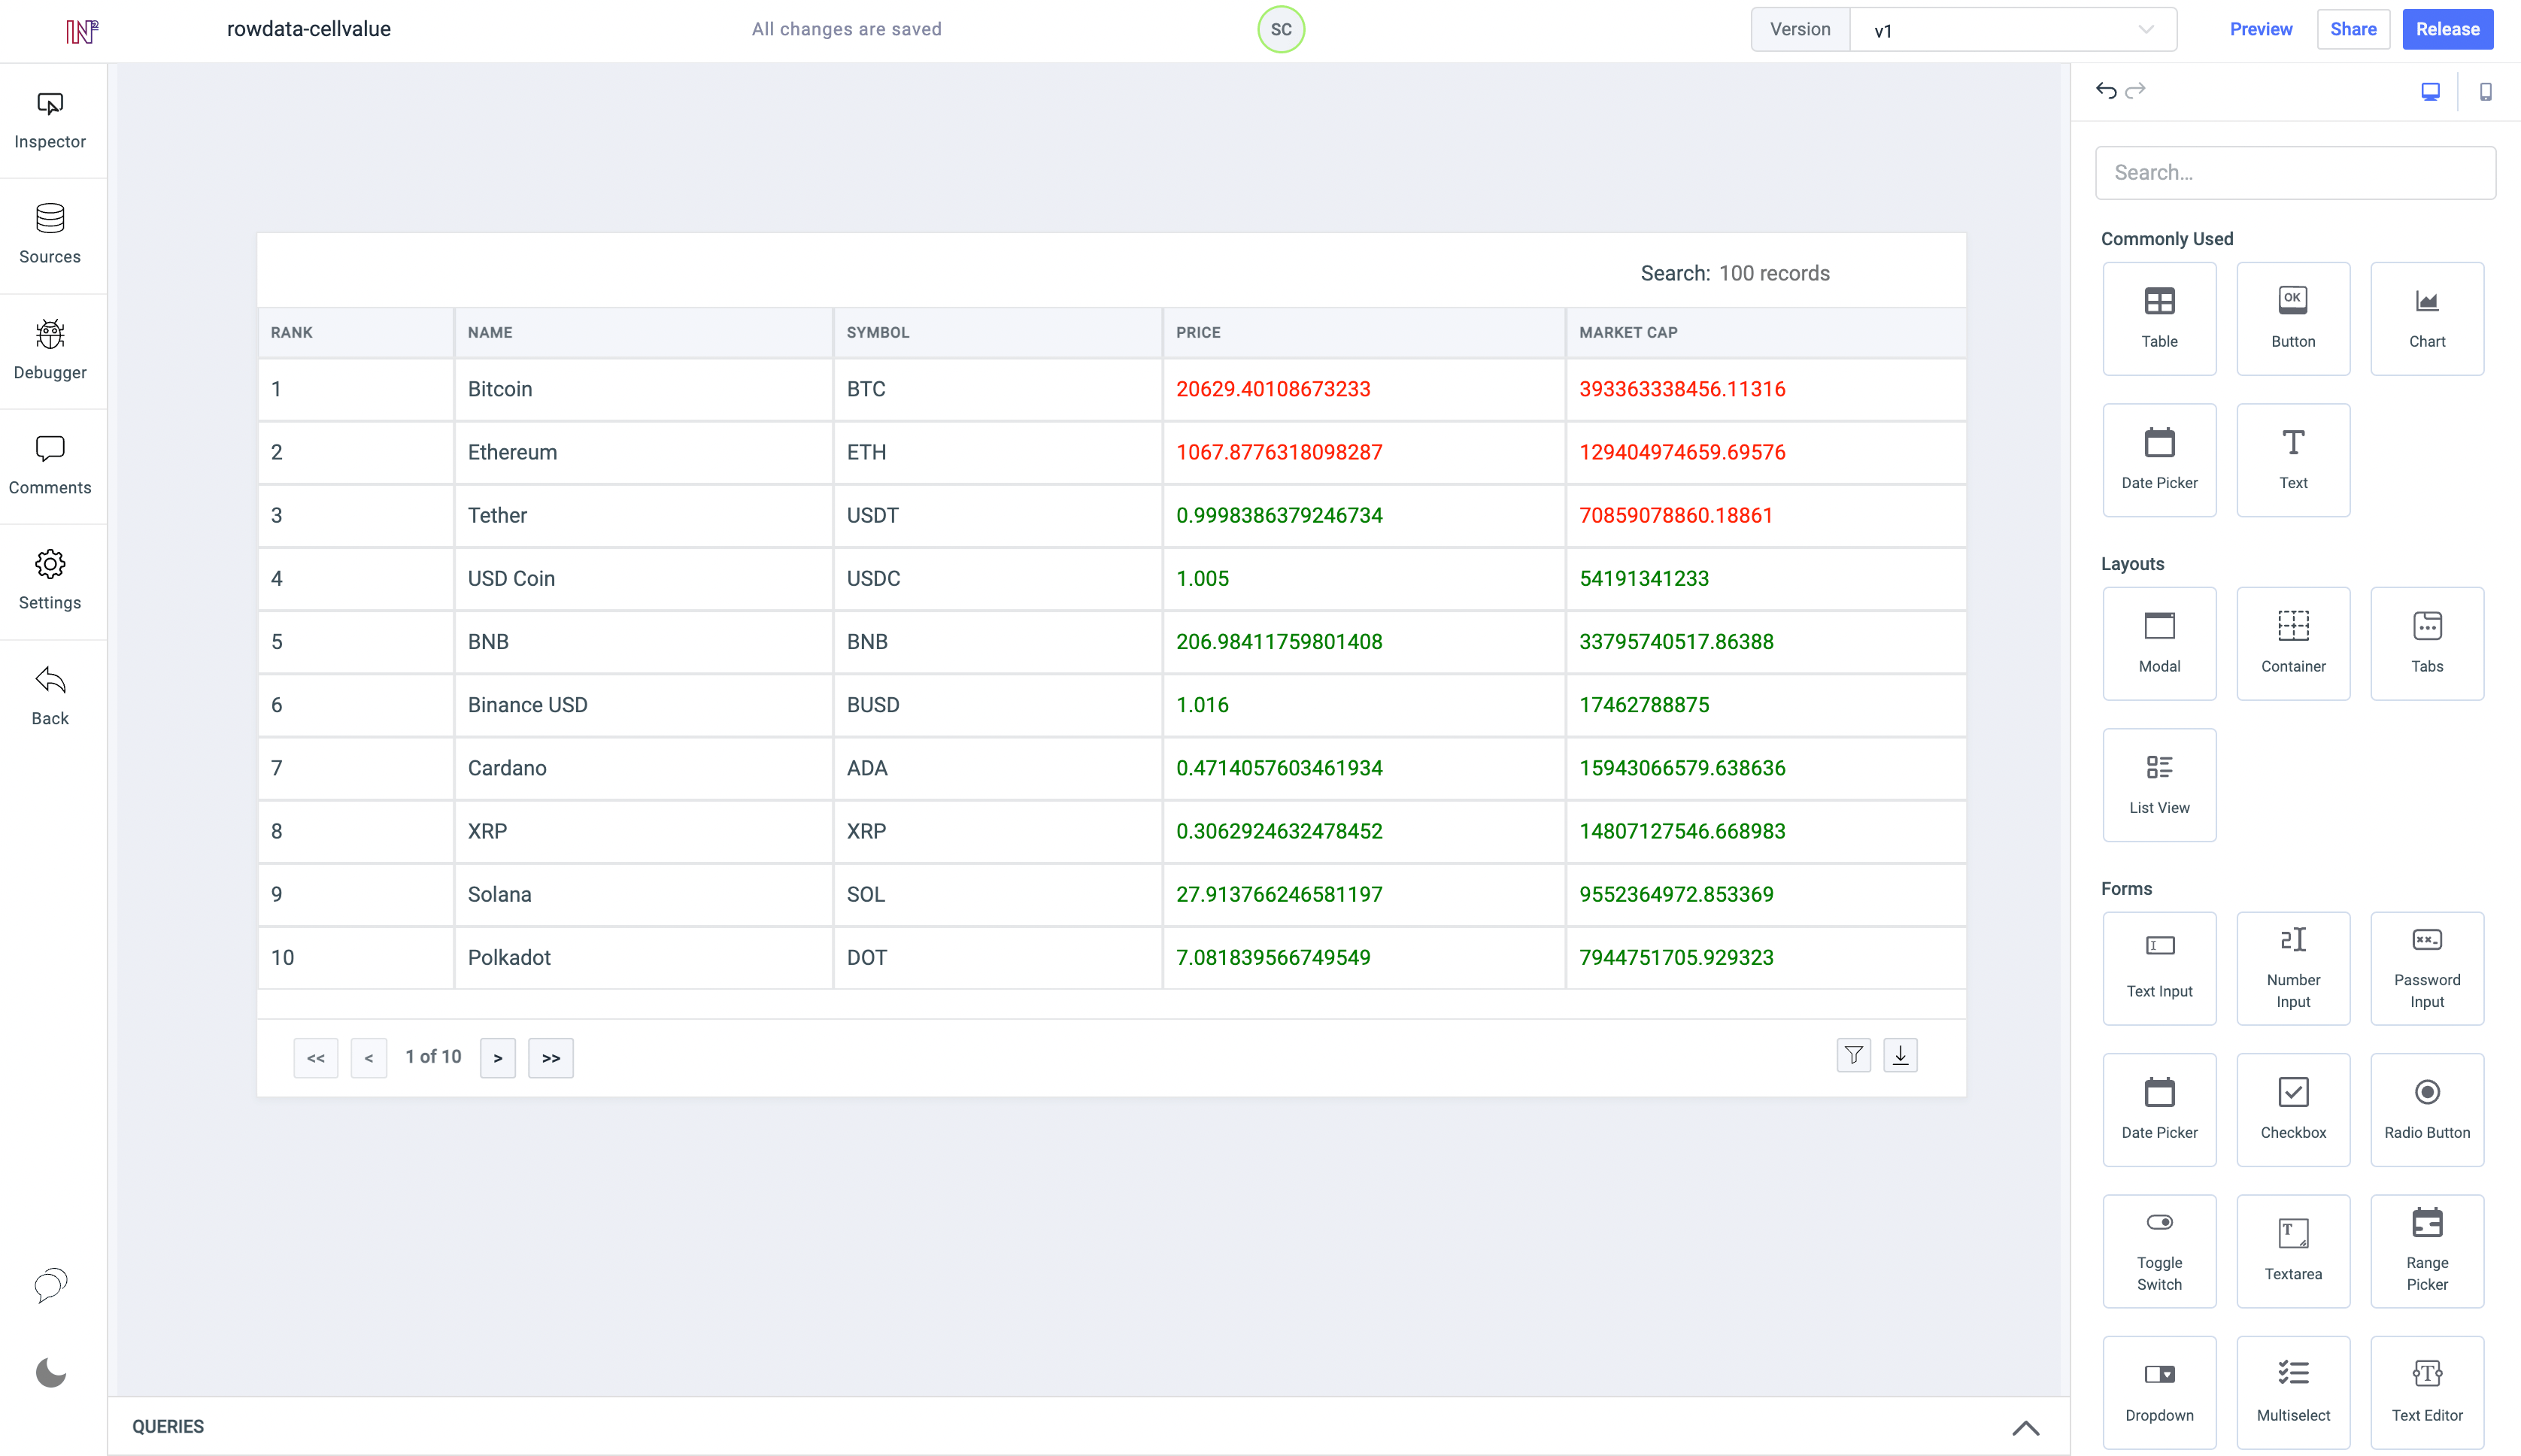 IN2
rowdata-cellvalue
All changes are saved
SC
Version
v1
Preview
Share
Release
Inspector
Sources
Debugger
Comments
Settings
Back
Search: 100 records
RANK NAME SYMBOL PRICE MARKET CAP
1 Bitcoin BTC 20629.40108673233 393363338456.11316
2 Ethereum ETH 1067.8776318098287 129404974659.69576
3 Tether USDT 0.9998386379246734 70859078860.18861
4 USD Coin USDC 1.005 54191341233
5 BNB BNB 206.98411759801408 33795740517.86388
6 Binance USD BUSD 1.016 17462788875
7 Cardano ADA 0.4714057603461934 15943066579.638636
8 XRP XRP 0.3062924632478452 14807127546.668983
9 Solana SOL 27.913766246581197 9552364972.853369
10 Polkadot DOT 7.081839566749549 7944751705.929323
<< < 1 of 10 > >>
QUERIES
Search...
Commonly Used
Table
OK
Button
Chart
Date Picker
Text
Layouts
Modal
Container
Tabs
List View
Forms
Text Input
Number
Input
Password
Input
Date Picker
Checkbox
Radio Button
Toggle
Switch
Textarea
Range
Picker
Dropdown
Multiselect
Text Editor